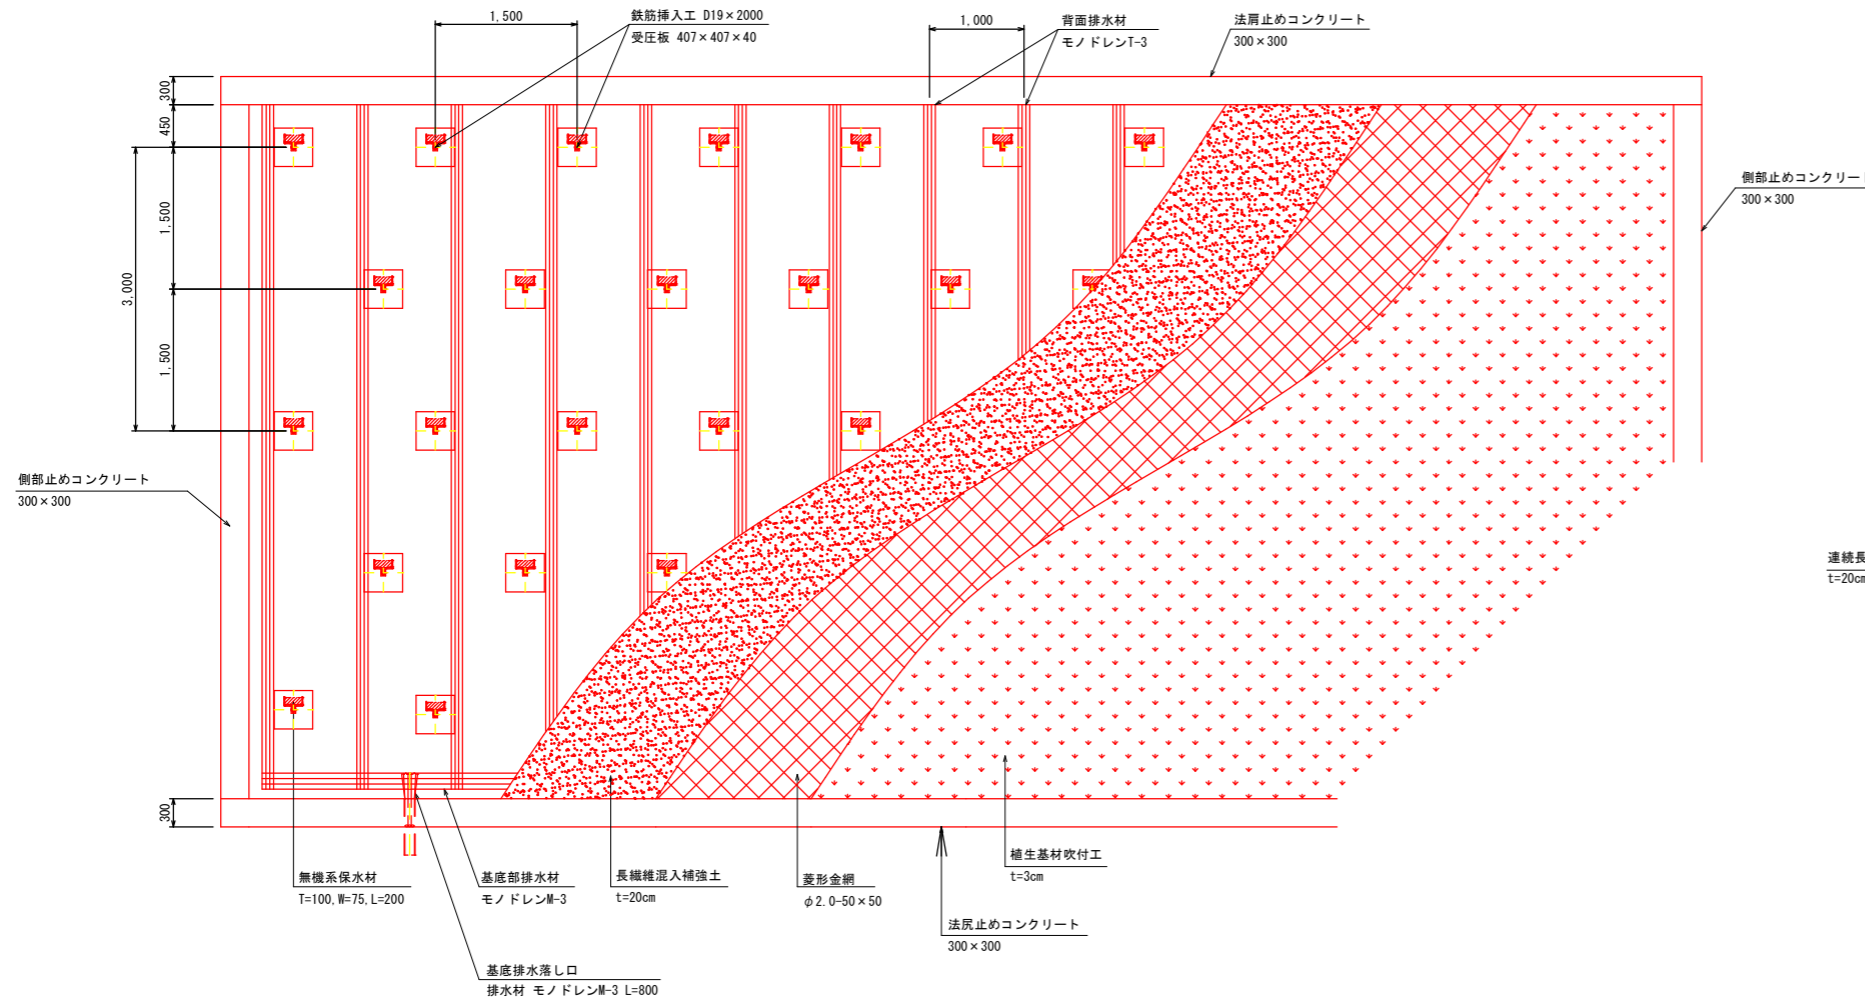 1,500
鉄筋挿入工 D19×2000
受圧板 407×407×40
1,000
背面排水材
モノドレンT-3
法肩止めコンクリート
300×300
300
450
1,500
3,000
1,500
側部止めコンクリート
300×300
側部止めコンクリート
300×300
連続長
t=20cm
300
無機系保水材
T=100,W=75,L=200
基底部排水材
モノドレンM-3
長繊維混入補強土
t=20cm
菱形金網
φ2.0-50×50
植生基材吹付工
t=3cm
法尻止めコンクリート
300×300
基底排水落し口
排水材 モノドレンM-3 L=800